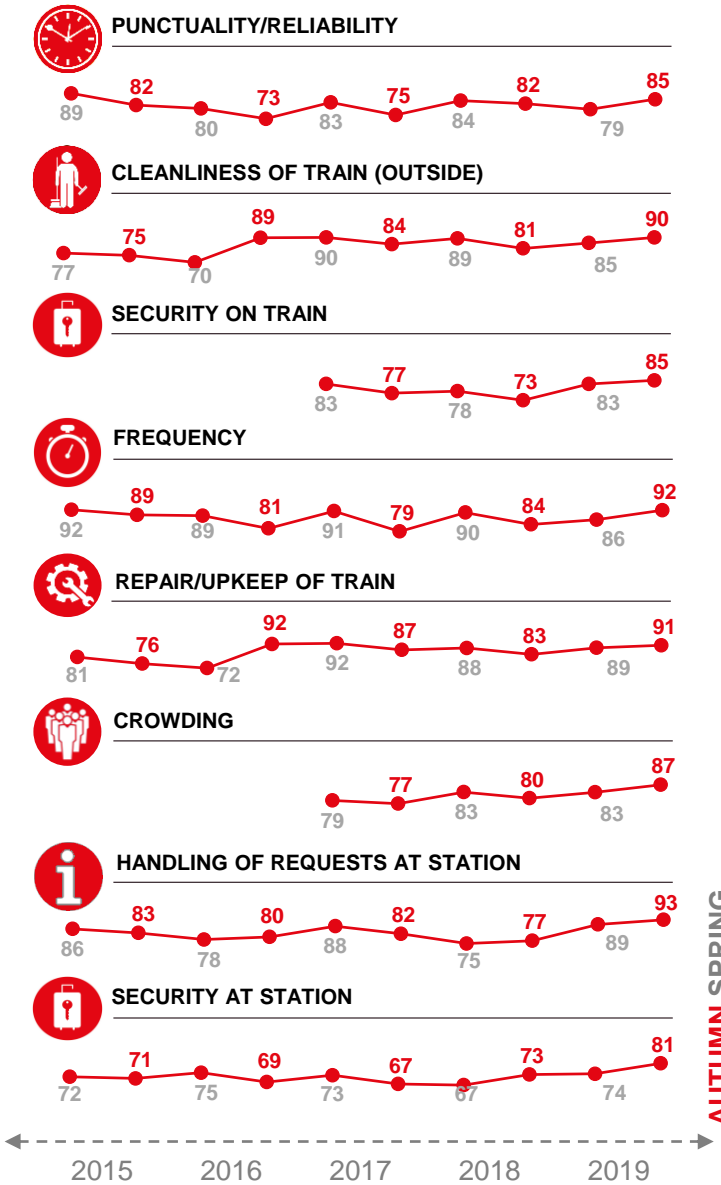 PUNCTUALITY/RELIABILITY
89 82 80 73 83 75 84 82 79 85
CLEANLINESS OF TRAIN (OUTSIDE)
77 75 70 89 90 84 89 81 85 90
SECURITY ON TRAIN
83 77 78 73 83 85
FREQUENCY
92 89 89 81 91 79 90 84 86 92
REPAIR/UPKEEP OF TRAIN
81 76 72 92 92 87 88 83 89 91
CROWDING
79 77 83 80 83 87
HANDLING OF REQUESTS AT STATION
86 83 78 80 88 82 75 77 89 93
SECURITY AT STATION
72 71 75 69 73 67 67 73 74 81
AUTUMN SPRING
2015 2016 2017 2018 2019